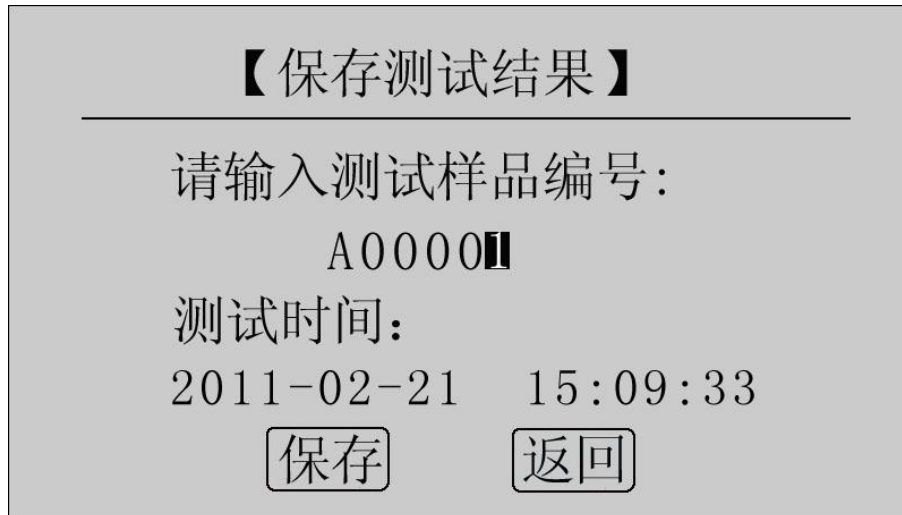 【保存测试结果】
请输入测试样品编号:
A00001
测试时间：
2011-02-21 15:09:33
保存 返回